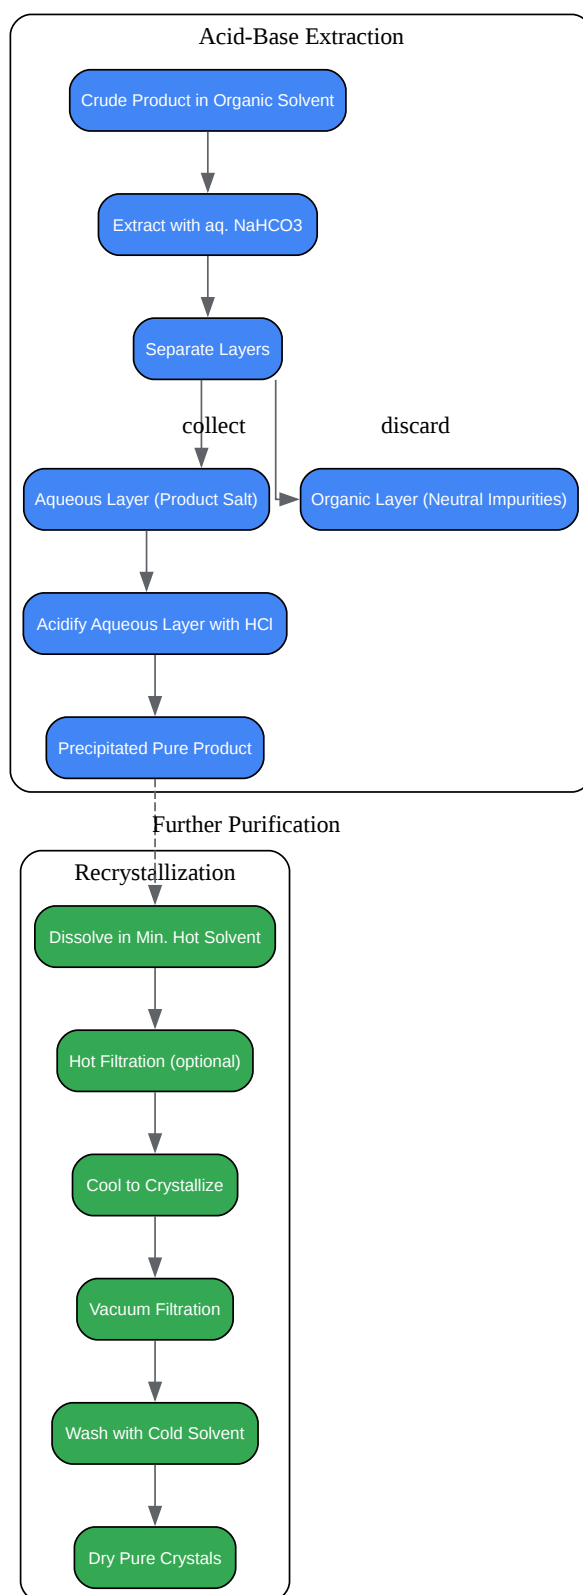 Acid-Base Extraction
Crude Product in Organic Solvent
Extract with aq. NaHCO3
Separate Layers
collect
discard
Aqueous Layer (Product Salt)
Organic Layer (Neutral Impurities)
Acidify Aqueous Layer with HCl
Precipitated Pure Product
Further Purification
Recrystallization
Dissolve in Min. Hot Solvent
Hot Filtration (optional)
Cool to Crystallize
Vacuum Filtration
Wash with Cold Solvent
Dry Pure Crystals